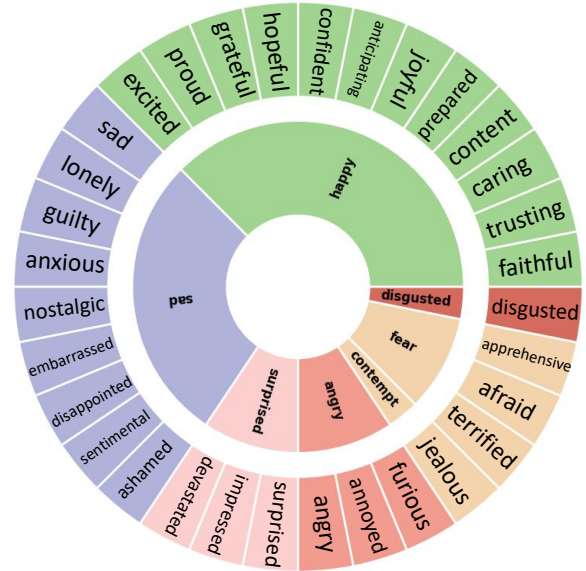 excited
proud
grateful
hopeful
confident
anticipating
joyful
prepared
content
caring
trusting
faithful
disgusted
apprehensive
afraid
terrified
jealous
furious
annoyed
angry
surprised
impressed
devastated
ashamed
sentimental
disappointed
embarrassed
nostalgic
anxious
guilty
lonely
sad
happy
disgusted
fear
contempt
angry
surprised
sad